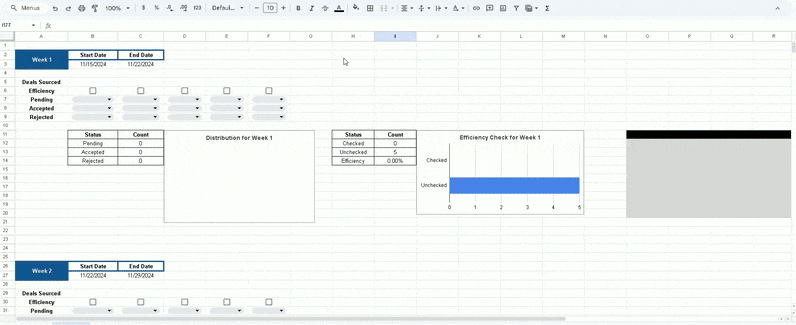 Menus 100% $ % .0 .00 123 Defaul... 10 B I A
H77 fx
A B C D E F G H I J K L M N O P Q R
1
2 Week 1 Start Date End Date
3 11/15/2024 11/22/2024
4
5 Deals Sourced
6 Efficiency
7 Pending
8 Accepted
9 Rejected
10
11 Status Count Distribution for Week 1 Status Count Efficiency Check for Week 1
12 Pending 0 Checked 0
13 Accepted 0 Unchecked 5
14 Rejected 0 Efficiency 0.00%
Checked
15
16
17 Unchecked
18
19
20 0 1 2 3 4 5
21
22
23
24
25
26 Week 2 Start Date End Date
27 11/22/2024 11/29/2024
28
29 Deals Sourced
30 Efficiency
31 Pending